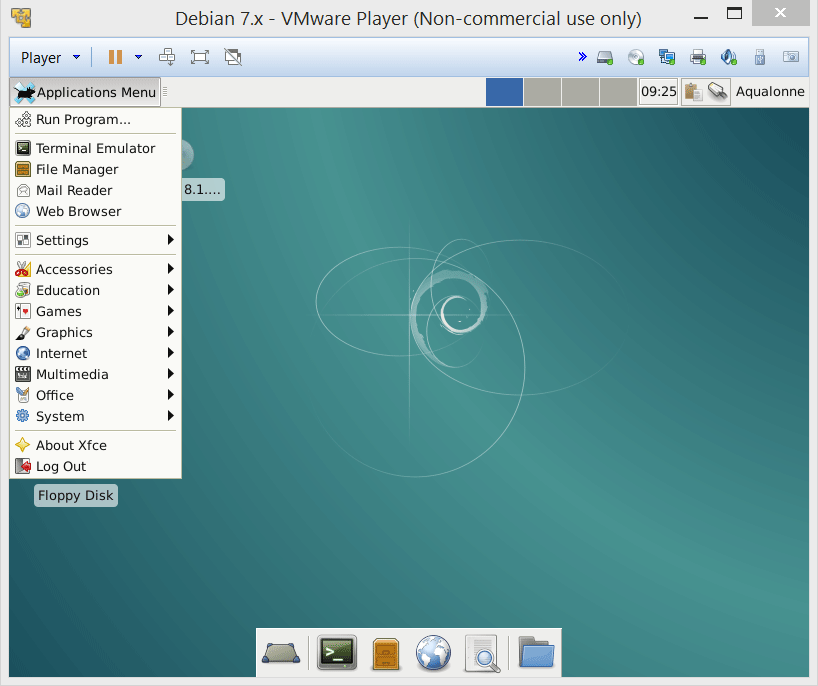 Debian 7.x - VMware Player (Non-commercial use only)
Player
Applications Menu
09:25
Aqualonne
Run Program...
Terminal Emulator
File Manager
Mail Reader
Web Browser
8.1....
Settings
Accessories
Education
Games
Graphics
Internet
Multimedia
Office
System
About Xfce
Log Out
Floppy Disk